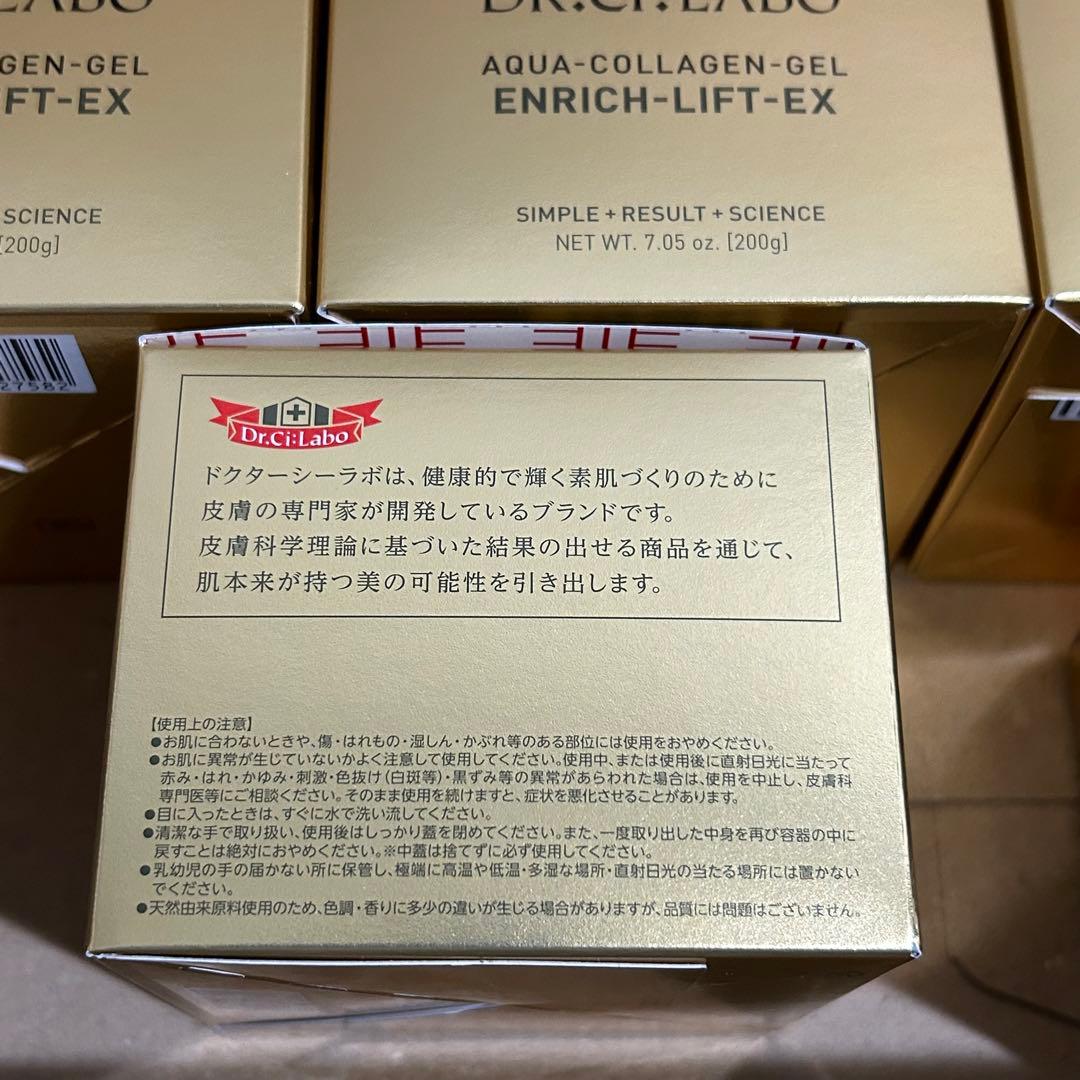 DR.Ci:LABO
GEN-GEL
FT-EX
SCIENCE
[200g]
27582
AQUA-COLLAGEN-GEL
ENRICH-LIFT-EX
SIMPLE + RESULT + SCIENCE
NET WT. 7.05 oz. [200g]
Dr.Ci:Labo
ドクターシーラボは、健康的で輝く素肌づくりのために
皮膚の専門家が開発しているブランドです。
皮膚科学理論に基づいた結果の出せる商品を通じて、
肌本来が持つ美の可能性を引き出します。
【使用上の注意】
●お肌に合わないときや、傷・はれもの・湿しん・かぶれ等のある部位には使用をおやめください。
●お肌に異常が生じていないかよく注意して使用してください。使用中、または使用後に直射日光に当たって
赤み・はれ・かゆみ・刺激・色抜け(白斑等)・黒ずみ等の異常があらわれた場合は、使用を中止し、皮膚科
専門医等にご相談ください。そのまま使用を続けますと、症状を悪化させることがあります。
●目に入ったときは、すぐに水で洗い流してください。
●清潔な手で取り扱い、使用後はしっかり蓋を閉めてください。また、一度取り出した中身を再び容器の中に
戻すことは絶対におやめください。※中蓋は捨てずに必ず使用してください。
●乳幼児の手の届かない所に保管し、極端に高温や低温・多湿な場所・直射日光の当たる場所には置かない
でください。
●天然由来原料使用のため、色調・香りに多少の違いが生じる場合がありますが、品質には問題はございません。